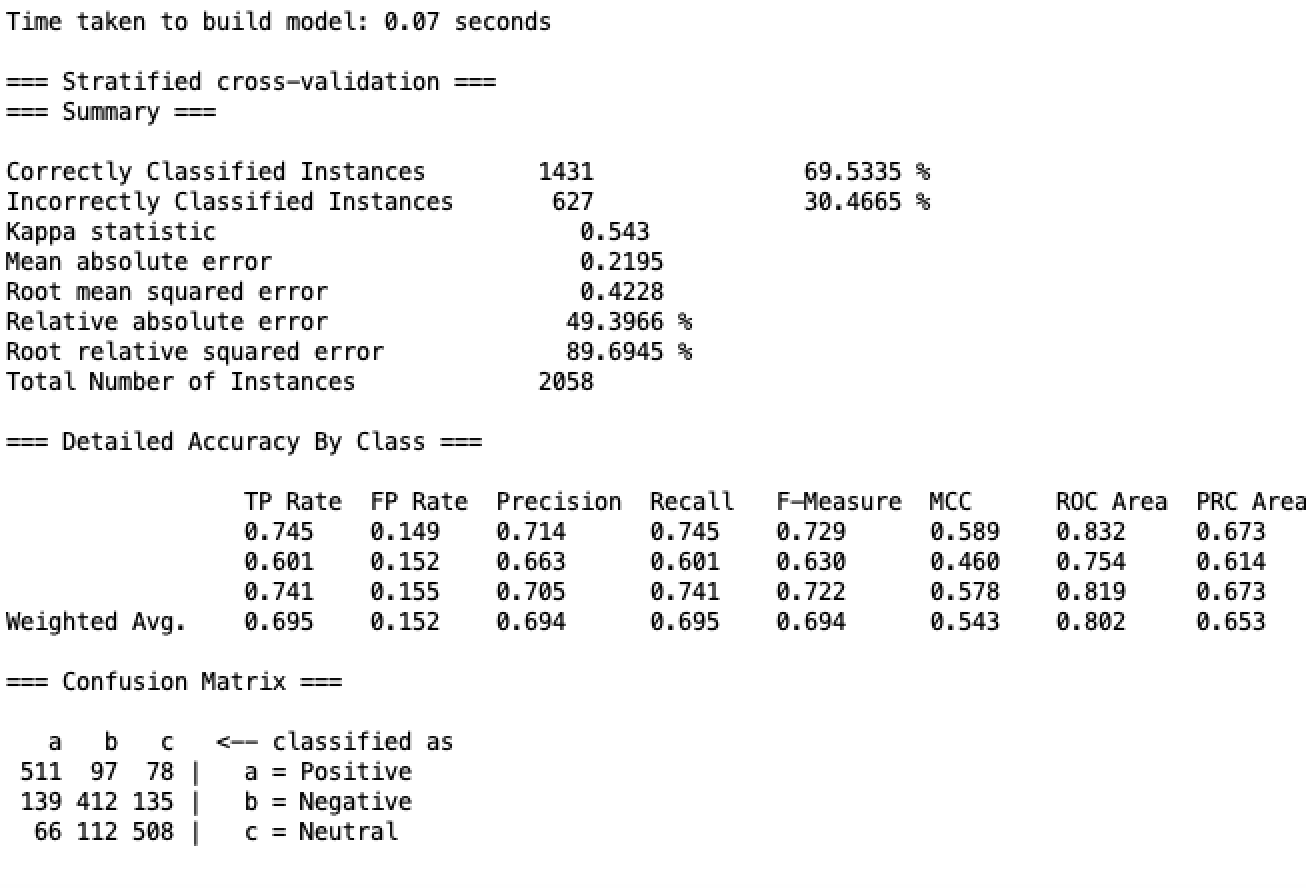 Time taken to build model: 0.07 seconds
=== Stratified cross-validation ===
=== Summary ===
Correctly Classified Instances 1431 69.5335 %
Incorrectly Classified Instances 627 30.4665 %
Kappa statistic 0.543
Mean absolute error 0.2195
Root mean squared error 0.4228
Relative absolute error 49.3966 %
Root relative squared error 89.6945 %
Total Number of Instances 2058
=== Detailed Accuracy By Class ===
TP Rate FP Rate Precision Recall F-Measure MCC ROC Area PRC Area
0.745 0.149 0.714 0.745 0.729 0.589 0.832 0.673
0.601 0.152 0.663 0.601 0.630 0.460 0.754 0.614
0.741 0.155 0.705 0.741 0.722 0.578 0.819 0.673
Weighted Avg. 0.695 0.152 0.694 0.695 0.694 0.543 0.802 0.653
=== Confusion Matrix ===
a b c <-- classified as
511 97 78 | a = Positive
139 412 135 | b = Negative
66 112 508 | c = Neutral